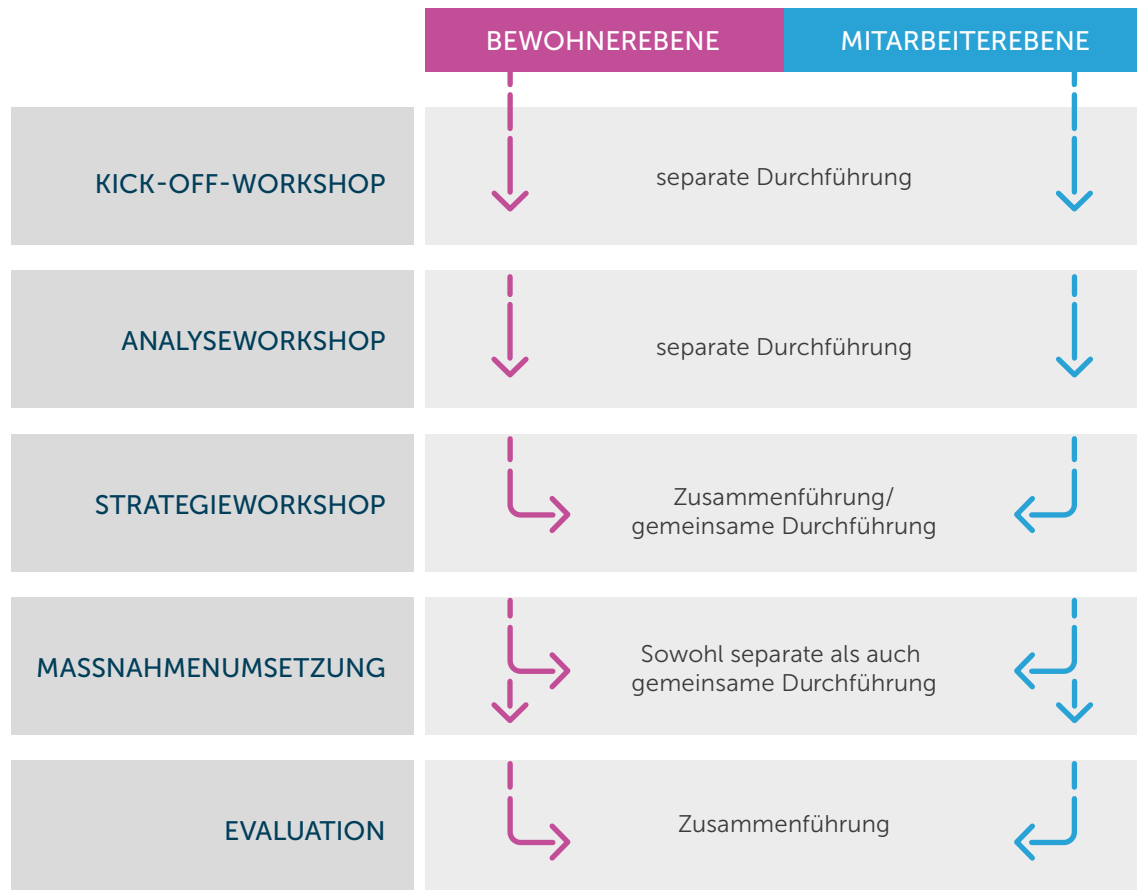 BEWOHNEREBENE
MITARBEITEREBENE
KICK-OFF-WORKSHOP
separate Durchführung
ANALYSEWORKSHOP
separate Durchführung
STRATEGIEWORKSHOP
Zusammenführung/
gemeinsame Durchführung
MASSNAHMENUMSETZUNG
Sowohl separate als auch
gemeinsame Durchführung
EVALUATION
Zusammenführung